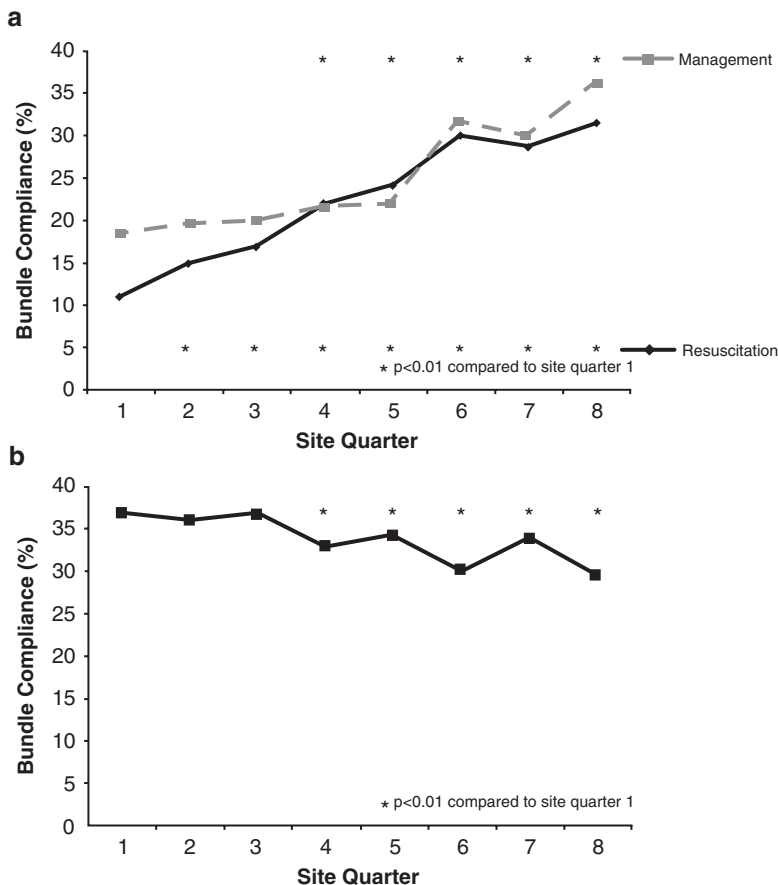 a
Bundle Compliance (%)
40
35
30
25
20
15
10
5
0
* * * * *
Management
* * * * * * *
Resuscitation
* p<0.01 compared to site quarter 1
1 2 3 4 5 6 7 8
Site Quarter
b
Bundle Compliance (%)
40
35
30
25
20
15
10
5
0
* * * * *
* p<0.01 compared to site quarter 1
1 2 3 4 5 6 7 8
Site Quarter